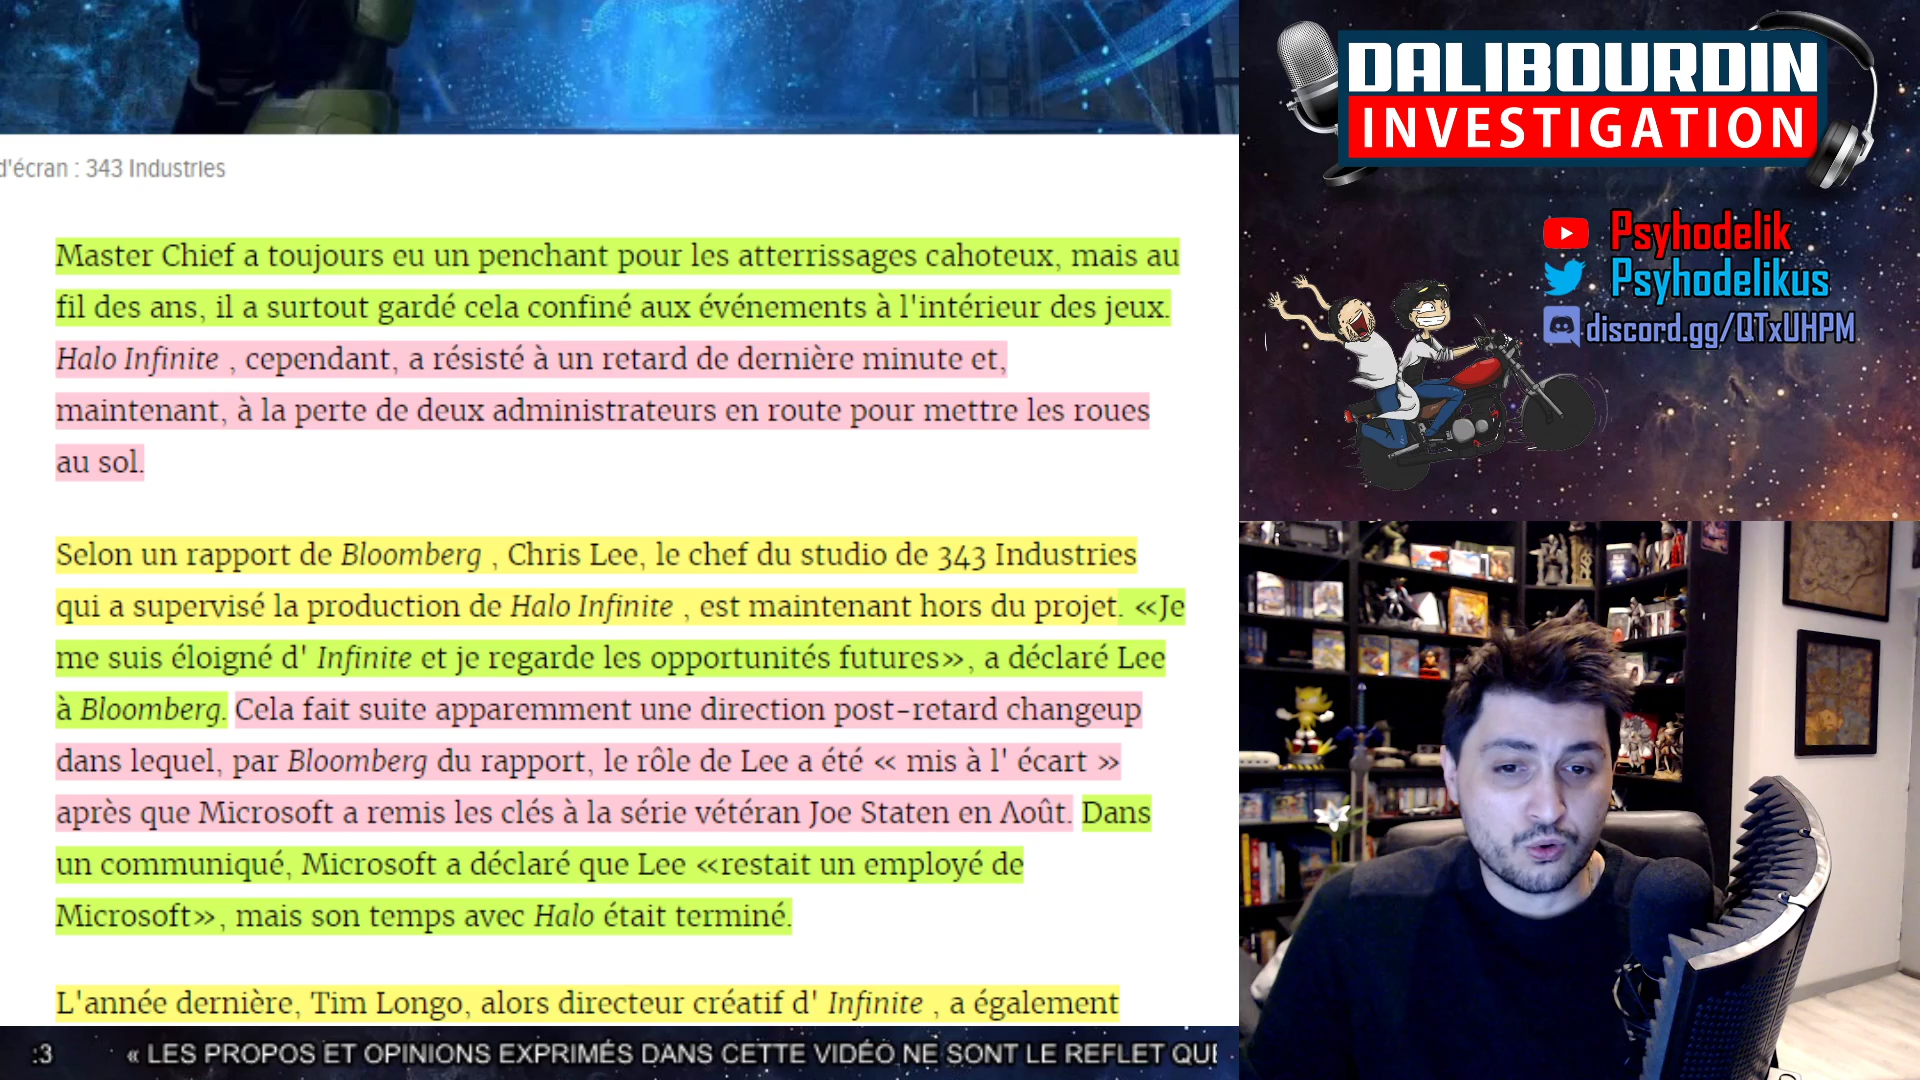 d'écran : 343 Industries
Master Chief a toujours eu un penchant pour les atterrissages cahoteux, mais au
fil des ans, il a surtout gardé cela confiné aux événements à l'intérieur des jeux.
Halo Infinite , cependant, a résisté à un retard de dernière minute et,
maintenant, à la perte de deux administrateurs en route pour mettre les roues
au sol.
Selon un rapport de Bloomberg , Chris Lee, le chef du studio de 343 Industries
qui a supervisé la production de Halo Infinite , est maintenant hors du projet. «Je
me suis éloigné d' Infinite et je regarde les opportunités futures», a déclaré Lee
à Bloomberg. Cela fait suite apparemment une direction post-retard changeup
dans lequel, par Bloomberg du rapport, le rôle de Lee a été « mis à l' écart »
après que Microsoft a remis les clés à la série vétéran Joe Staten en Août. Dans
un communiqué, Microsoft a déclaré que Lee «restait un employé de
Microsoft», mais son temps avec Halo était terminé.
L'année dernière, Tim Longo, alors directeur créatif d' Infinite , a également
:3 « LES PROPOS ET OPINIONS EXPRIMÉS DANS CETTE VIDÉO NE SONT LE REFLET QUE
DALIBOURDIN
INVESTIGATION
Psyhodelik
Psyhodelikus
discord.gg/QTxUHPM